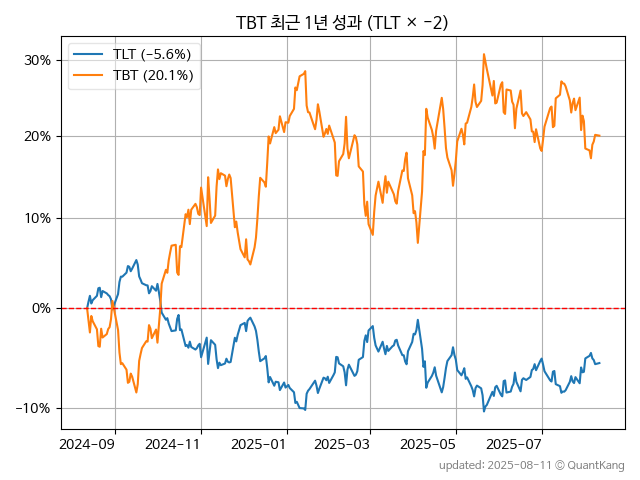 TBT 최근 1년 성과 (TLT × −2)
TLT (−5.6%)
TBT (20.1%)
30%
20%
10%
0%
−10%
2024−09
2024−11
2025−01
2025−03
2025−05
2025−07
updated: 2025−08−11 © QuantKang